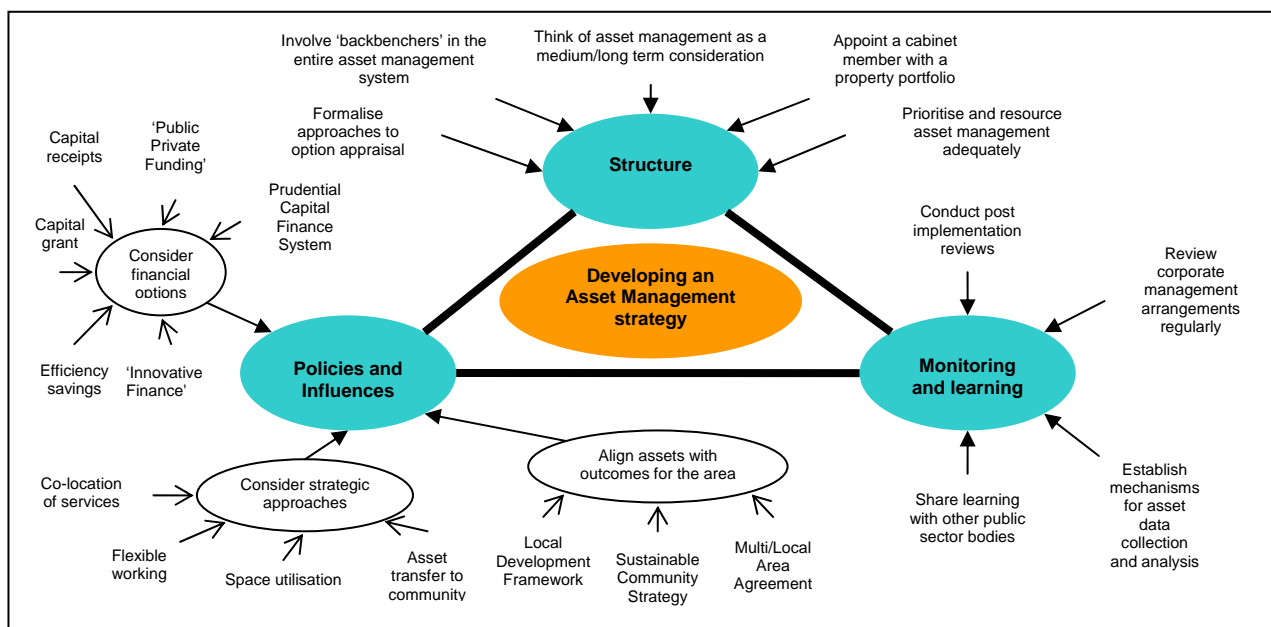 Involve ‘backbenchers’ in the
entire asset management
system
Think of asset management as a
medium/long term consideration
Appoint a cabinet
member with a
property portfolio
Formalise
approaches to
option appraisal
Prioritise and resource
asset management
adequately
Structure
Capital
receipts
‘Public
Private
Funding’
Prudential
Capital
Finance
System
Capital
grant
Consider
financial
options
Efficiency
savings
‘Innovative
Finance’
Developing an
Asset Management
strategy
Conduct post
implementation
reviews
Review
corporate
management
arrangements
regularly
Policies and
Influences
Monitoring
and learning
Consider strategic
approaches
Align assets with
outcomes for the area
Co-location
of services
Flexible
working
Space utilisation
Asset
transfer to
community
Local
Development
Framework
Sustainable
Community
Strategy
Multi/Local
Area
Agreement
Share learning
with other public
sector bodies
Establish
mechanisms
for asset
data
collection
and analysis